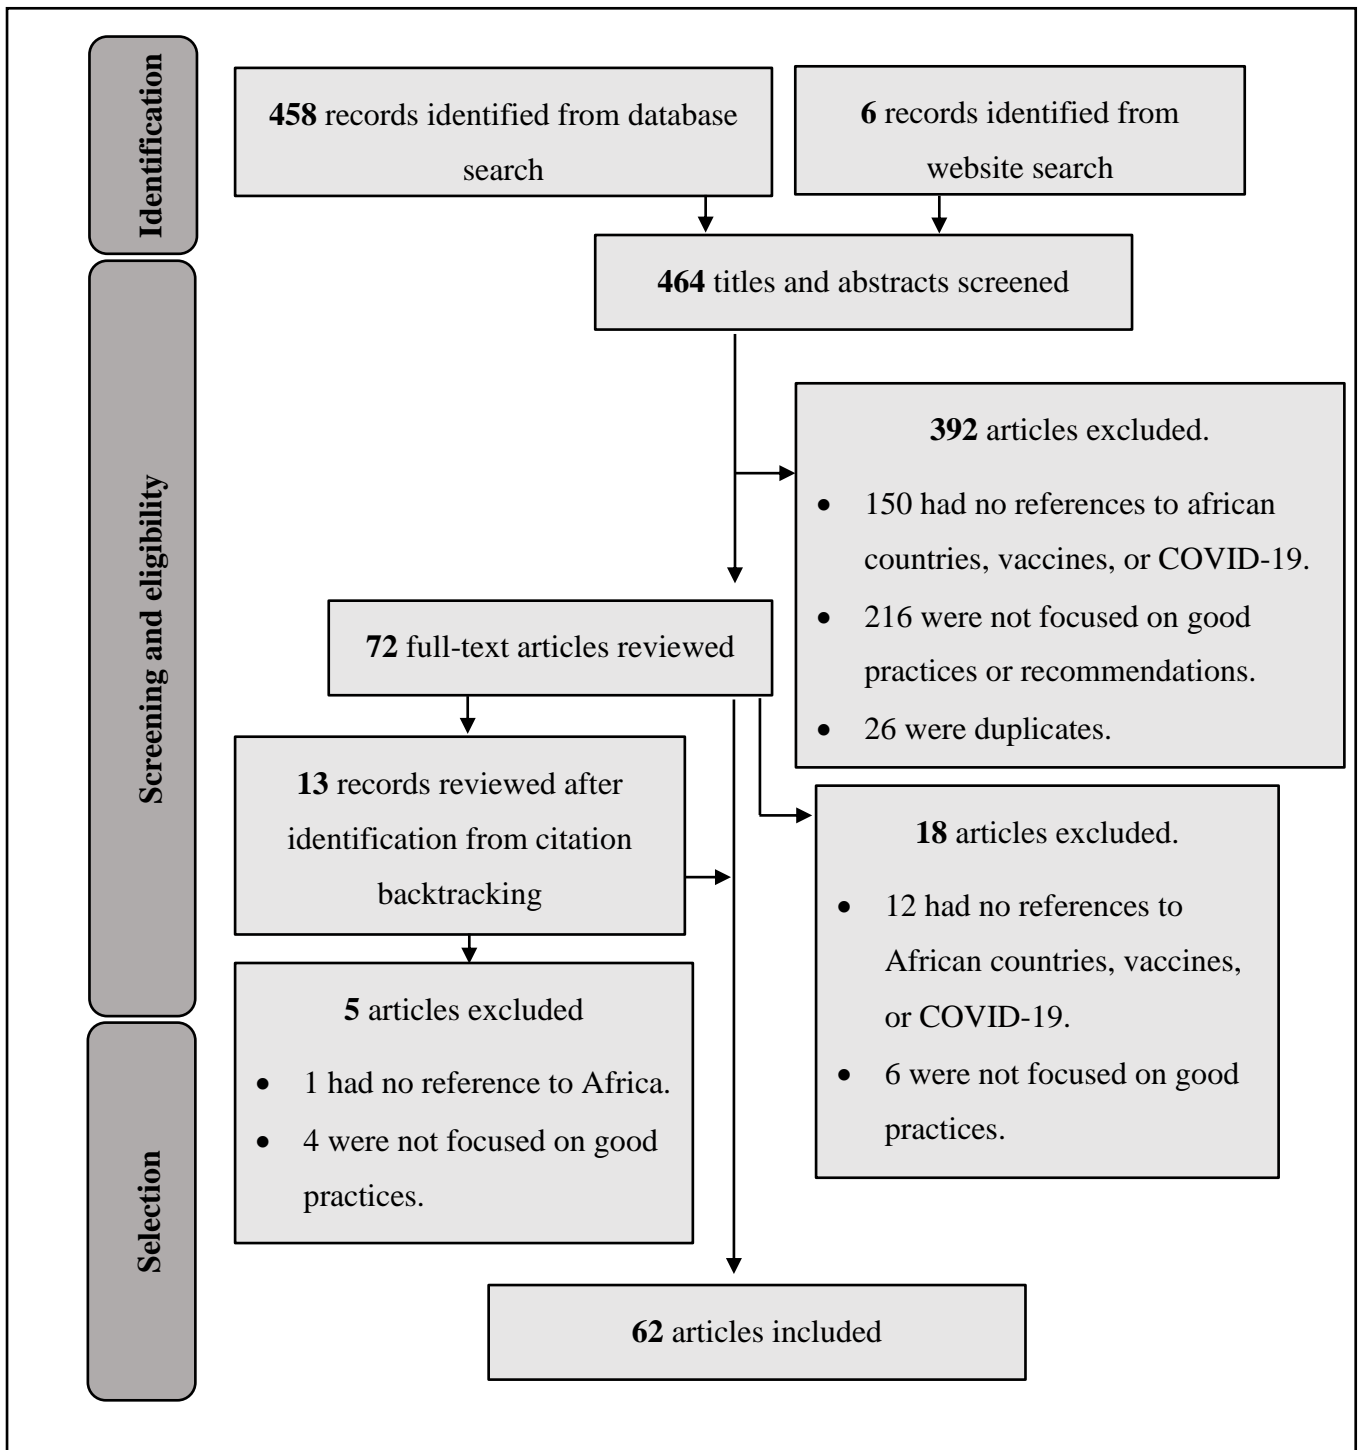 Identification
458 records identified from database
search
6 records identified from
website search
464 titles and abstracts screened
Screening and eligibility
392 articles excluded.
• 150 had no references to african
countries, vaccines, or COVID-19.
• 216 were not focused on good
practices or recommendations.
• 26 were duplicates.
72 full-text articles reviewed
13 records reviewed after
identification from citation
backtracking
18 articles excluded.
• 12 had no references to
African countries, vaccines,
or COVID-19.
• 6 were not focused on good
practices.
5 articles excluded
• 1 had no reference to Africa.
• 4 were not focused on good
practices.
Selection
62 articles included